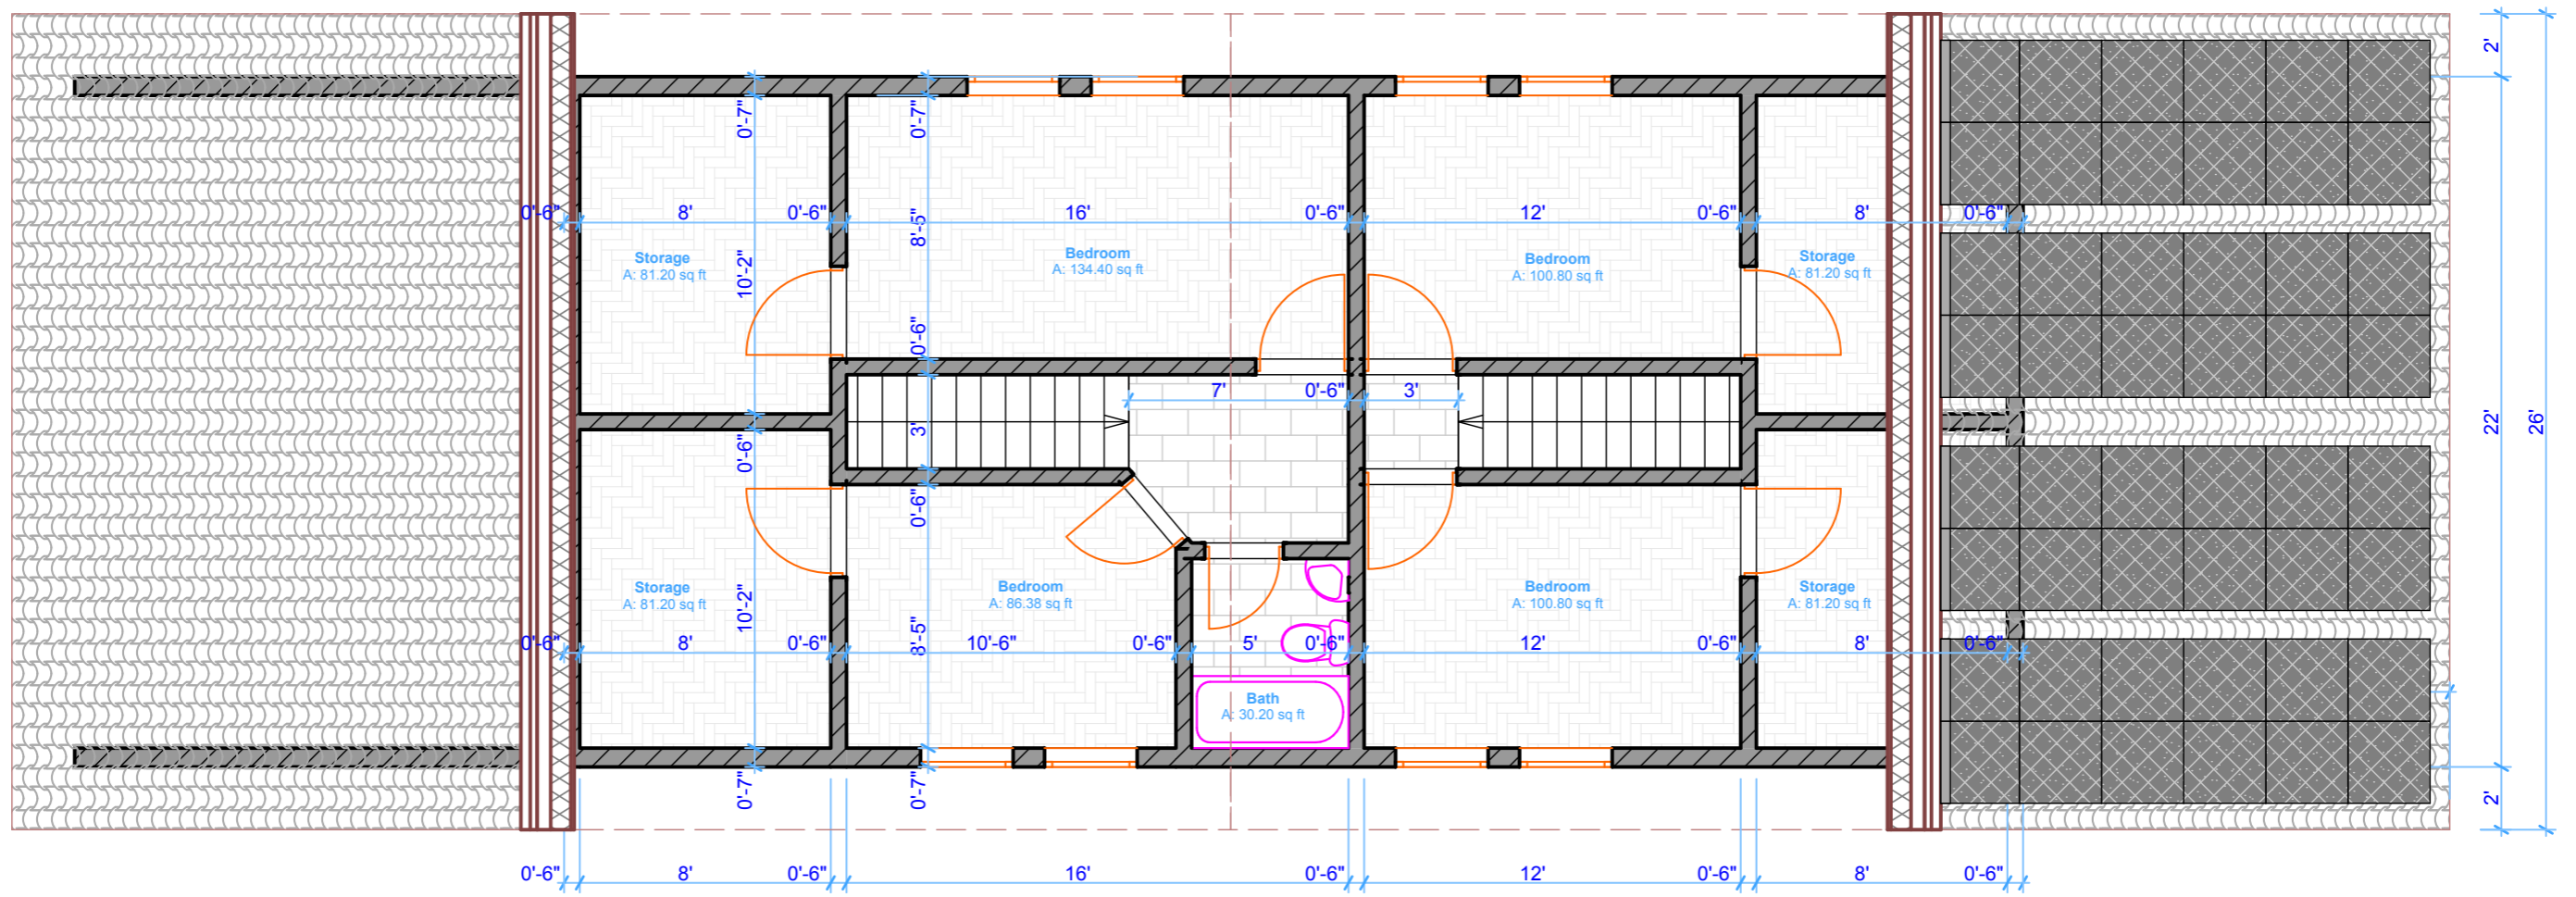 2'
0'-7"
0'-7"
0'-6"
8'
0'-6"
16'
0'-6"
12'
0'-6"
8'
0'-6"
8'-5"
10'-2"
Storage
A: 81.20 sq ft
Bedroom
A: 134.40 sq ft
Bedroom
A: 100.80 sq ft
Storage
A: 81.20 sq ft
0'-6"
7'
0'-6"
3'
3'
0'-6"
0'-6"
22'
26'
Storage
A: 81.20 sq ft
Bedroom
A: 86.38 sq ft
Bedroom
A: 100.80 sq ft
Storage
A: 81.20 sq ft
10'-2"
8'-5"
0'-6"
8'
0'-6"
10'-6"
0'-6"
5'
0'-6"
12'
0'-6"
8'
0'-6"
Bath
A: 30.20 sq ft
0'-7"
0'-7"
2'
0'-6"
8'
0'-6"
16'
0'-6"
12'
0'-6"
8'
0'-6"